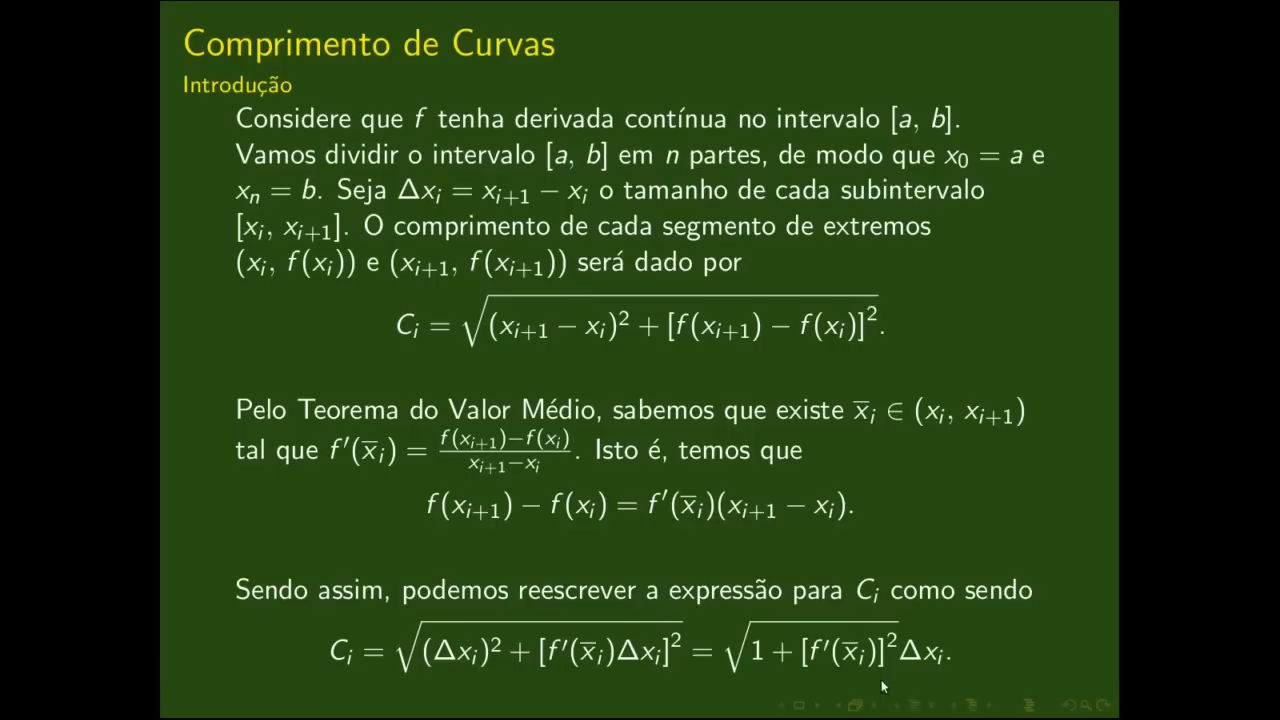 Comprimento de Curvas
Introdução
Considere que f tenha derivada contínua no intervalo [a, b].
Vamos dividir o intervalo [a, b] em n partes, de modo que x₀ = a e
xₙ = b. Seja Δxᵢ = xᵢ₊₁ − xᵢ o tamanho de cada subintervalo
[xᵢ, xᵢ₊₁]. O comprimento de cada segmento de extremos
(xᵢ, f(xᵢ)) e (xᵢ₊₁, f(xᵢ₊₁)) será dado por
Cᵢ = √((xᵢ₊₁ − xᵢ)² + [f(xᵢ₊₁) − f(xᵢ)]²).
Pelo Teorema do Valor Médio, sabemos que existe x̅ᵢ ∈ (xᵢ, xᵢ₊₁)
tal que f′(x̅ᵢ) = (f(xᵢ₊₁)−f(xᵢ))/(xᵢ₊₁−xᵢ). Isto é, temos que
f(xᵢ₊₁) − f(xᵢ) = f′(x̅ᵢ)(xᵢ₊₁ − xᵢ).
Sendo assim, podemos reescrever a expressão para Cᵢ como sendo
Cᵢ = √((Δxᵢ)² + [f′(x̅ᵢ)Δxᵢ]²) = √(1 + [f′(x̅ᵢ)]²)Δxᵢ.